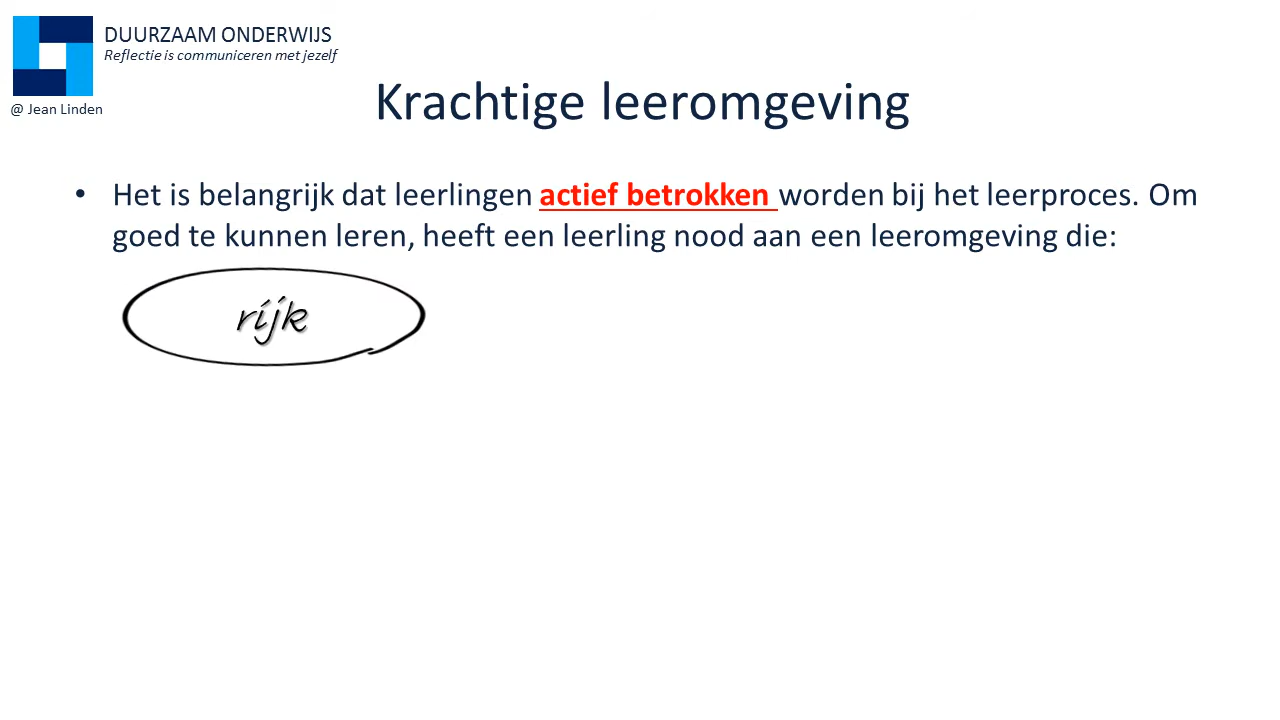 DUURZAAM ONDERWIJS
Reflectie is communiceren met jezelf
@ Jean Linden
Krachtige leeromgeving
• Het is belangrijk dat leerlingen actief betrokken worden bij het leerproces. Om
goed te kunnen leren, heeft een leerling nood aan een leeromgeving die:
ríjk